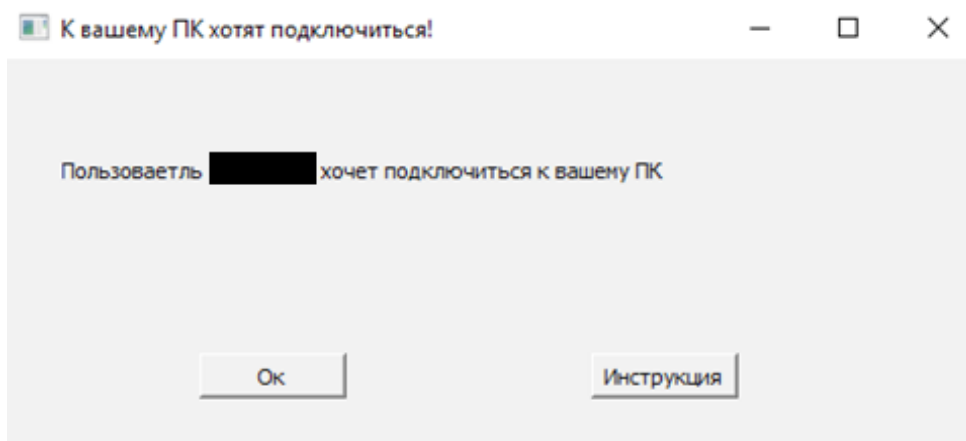 К вашему ПК хотят подключиться!
Пользоваетль хочет подключиться к вашему ПК
Ок
Инструкция